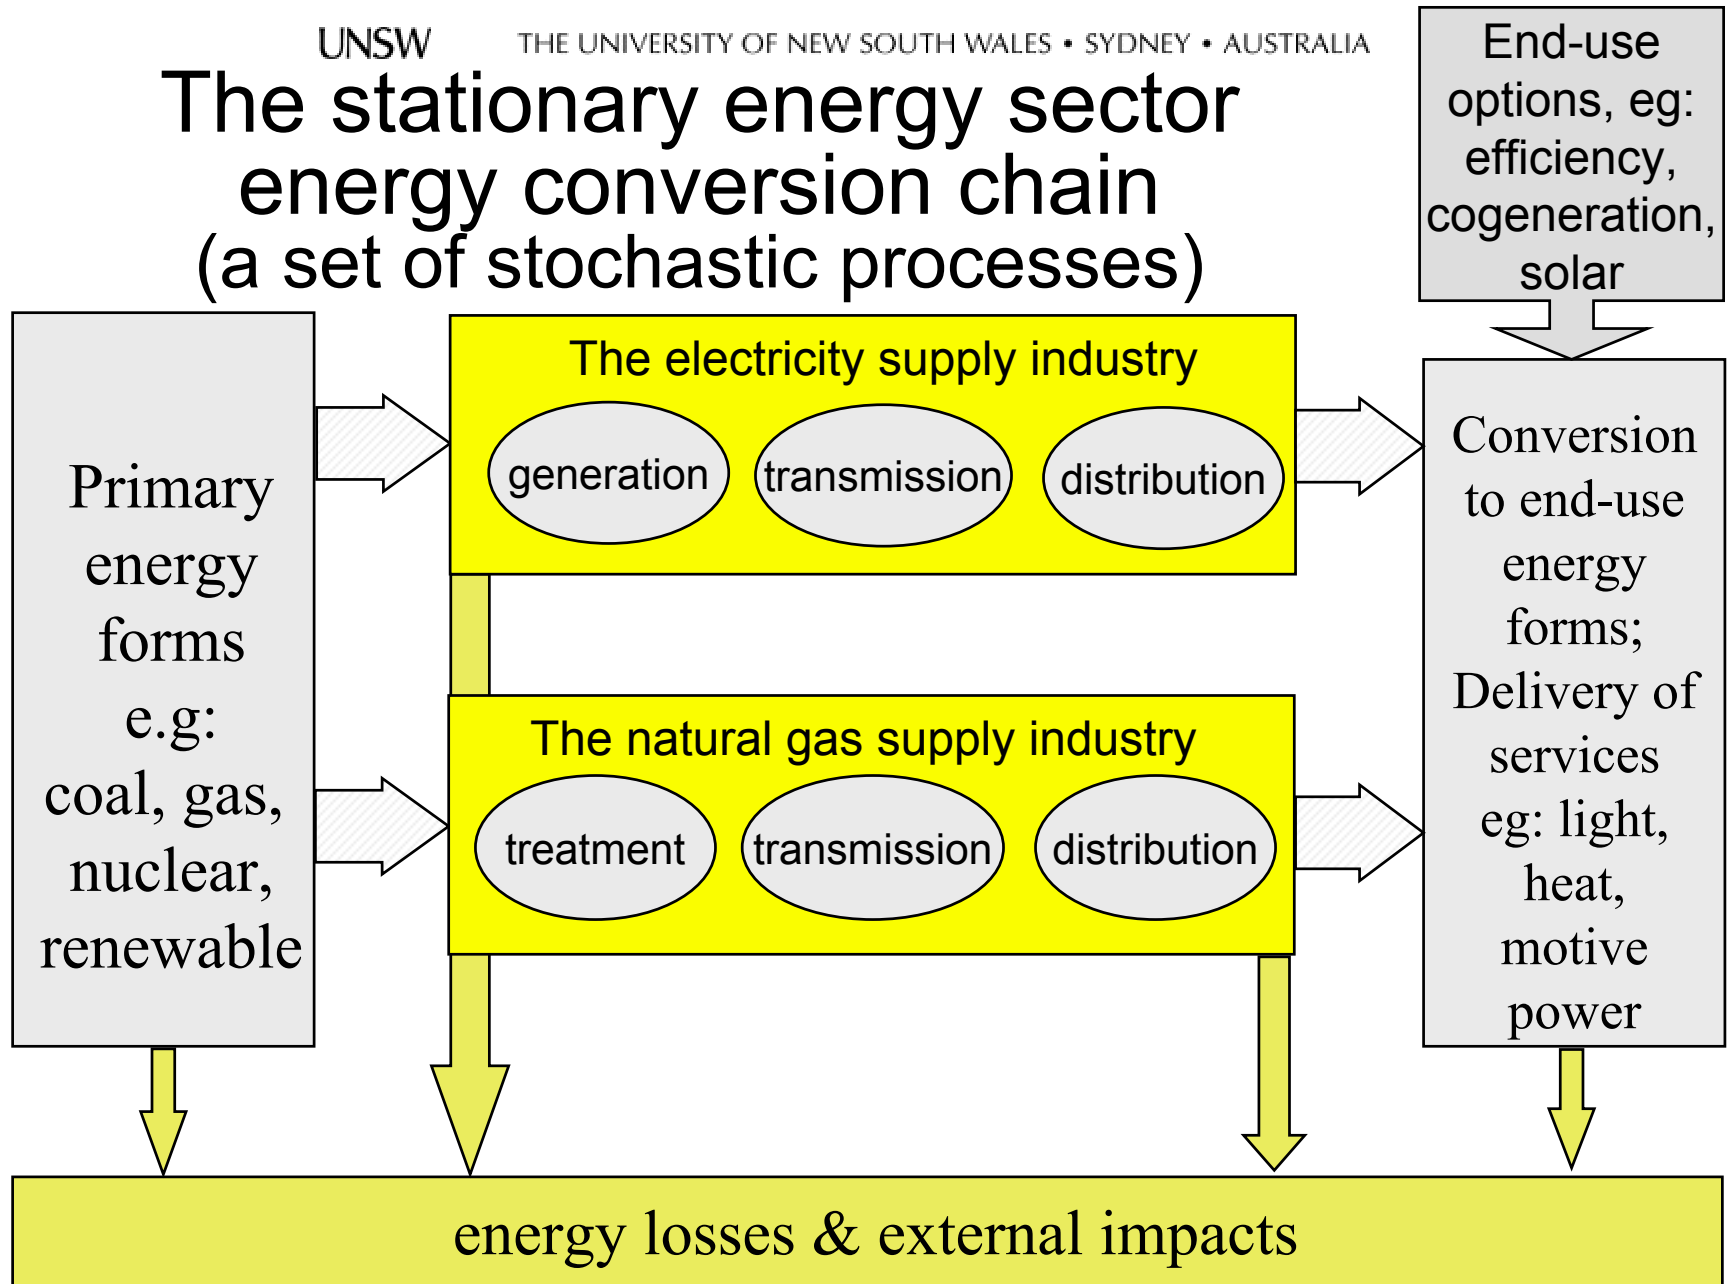 UNSW THE UNIVERSITY OF NEW SOUTH WALES • SYDNEY • AUSTRALIA
The stationary energy sector
energy conversion chain
(a set of stochastic processes)
End-use
options, eg:
efficiency,
cogeneration,
solar
Primary
energy
forms
e.g:
coal, gas,
nuclear,
renewable
The electricity supply industry
generation
transmission
distribution
The natural gas supply industry
treatment
transmission
distribution
Conversion
to end-use
energy
forms;
Delivery of
services
eg: light,
heat,
motive
power
energy losses & external impacts